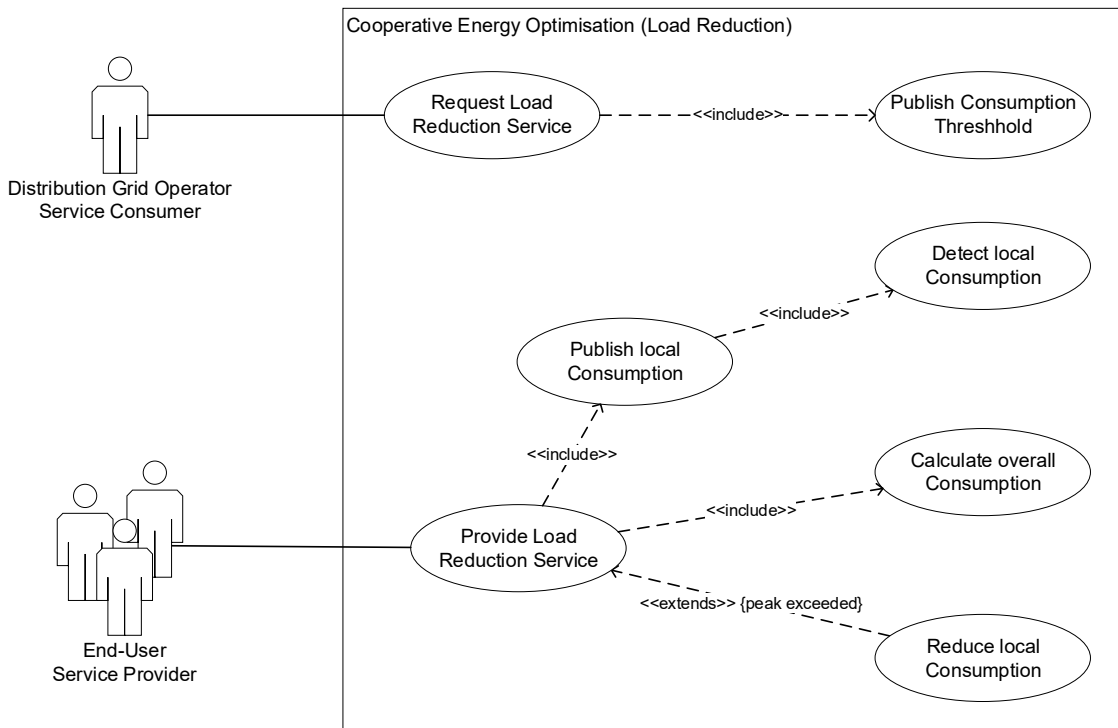 Cooperative Energy Optimisation (Load Reduction)
Request Load
Reduction Service
<<include>>
Publish Consumption
Threshhold
Distribution Grid Operator
Service Consumer
Detect local
Consumption
<<include>>
Publish local
Consumption
<<include>>
Calculate overall
Consumption
<<include>>
Provide Load
Reduction Service
<<extends>> {peak exceeded}
End-User
Service Provider
Reduce local
Consumption